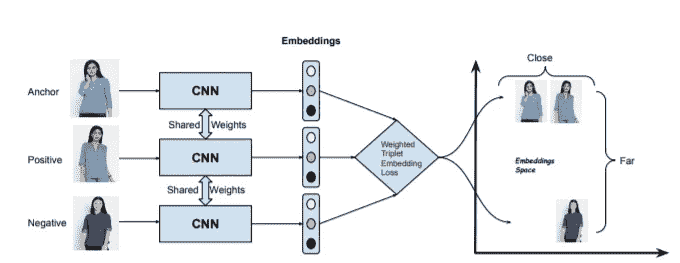 Embeddings
Close
Anchor
CNN
Shared Weights
Positive
CNN
Weighted
Triplet
Embedding
Loss
Embeddings
Space
Far
Shared Weights
Negative
CNN